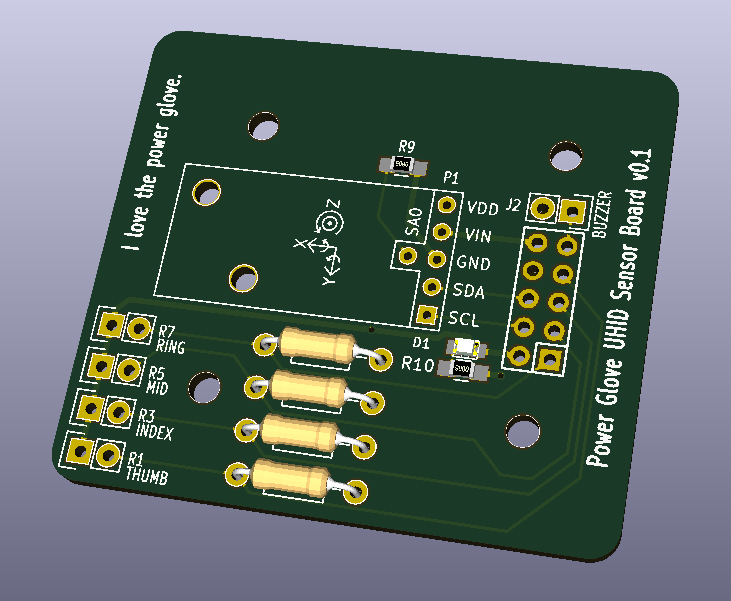 I love the power glove.
R9
P1
VDD
VIN
GND
SDA
SCL
SA0
J2
BUZZER
X
Y
Z
D1
R10
R7
RING
R5
MID
R3
INDEX
R1
THUMB
Power Glove UHID Sensor Board v0.1